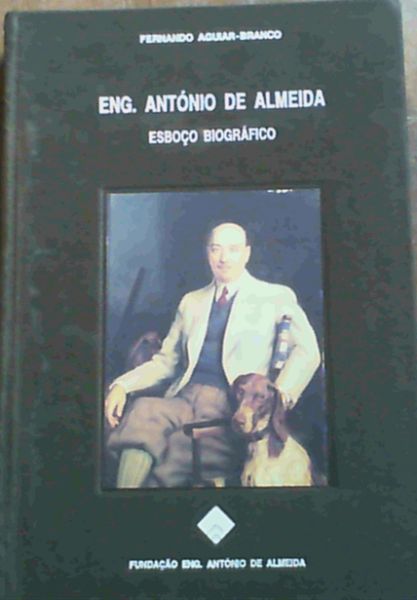 FERNANDO AGUIAR-BRANCO
ENG. ANTÓNIO DE ALMEIDA
ESBOÇO BIOGRÁFICO
FUNDAÇÃO ENG. ANTÓNIO DE ALMEIDA